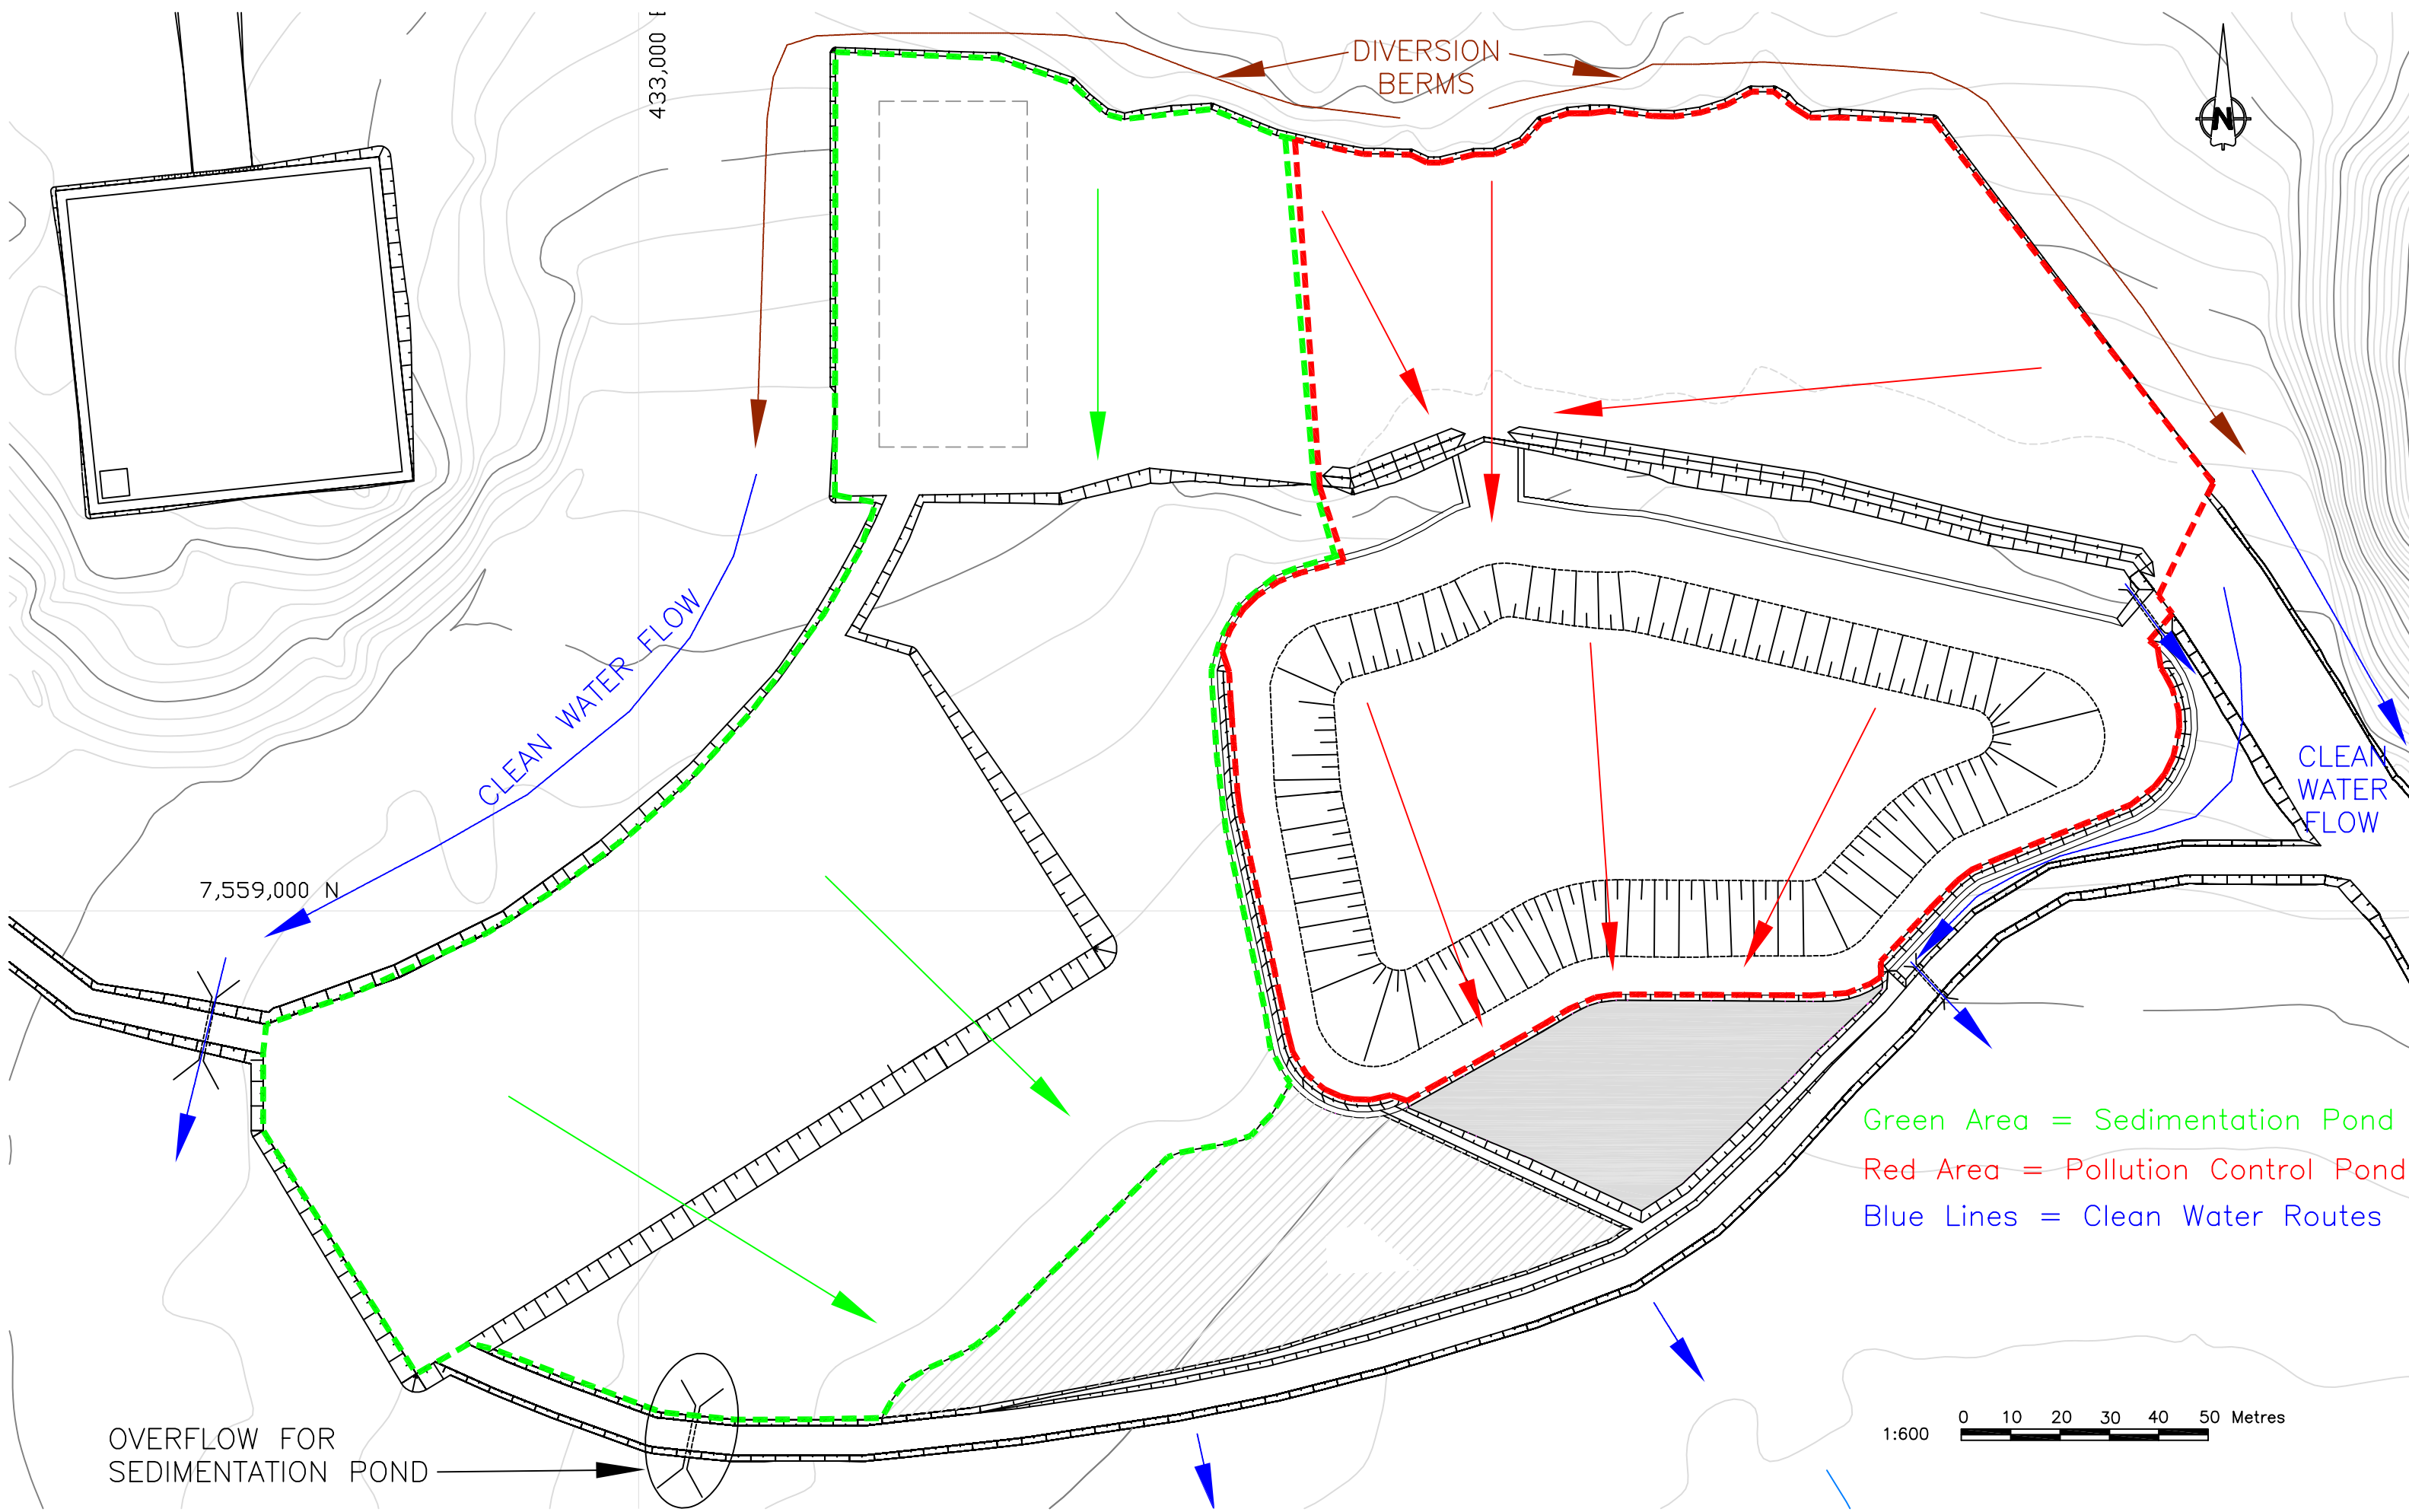 433,000 E
DIVERSION
BERMS
N
CLEAN WATER FLOW
7,559,000 N
CLEAN
WATER
FLOW
Green Area = Sedimentation Pond
Red Area = Pollution Control Pond
Blue Lines = Clean Water Routes
OVERFLOW FOR
SEDIMENTATION POND
1:600 0 10 20 30 40 50 Metres